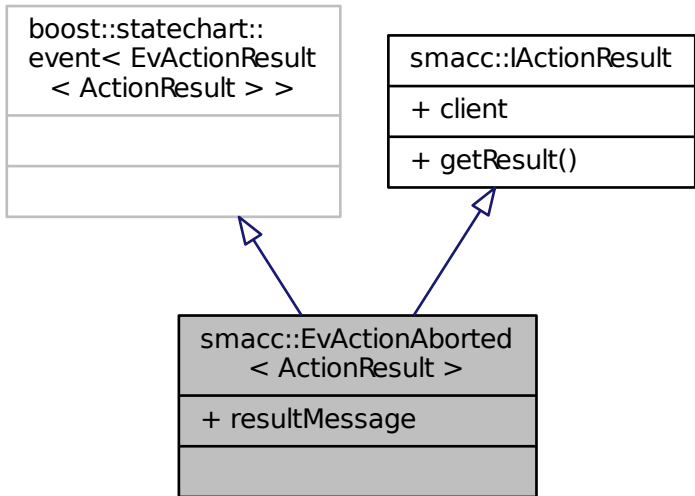 boost::statechart::
event< EvActionResult
< ActionResult > >
smacc::IActionResult
+ client
+ getResult()
smacc::EvActionAborted
< ActionResult >
+ resultMessage